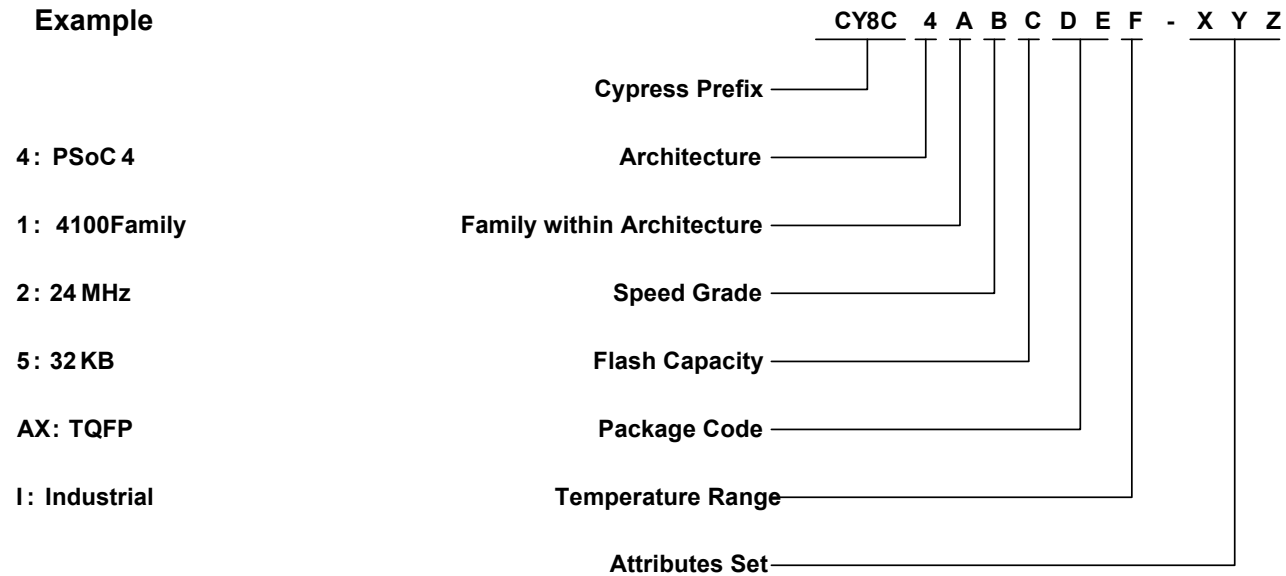 Example CY8C 4 A B C D E F - X Y Z
Cypress Prefix
4: PSoC 4 Architecture
1: 4100Family Family within Architecture
2: 24 MHz Speed Grade
5: 32 KB Flash Capacity
AX: TQFP Package Code
I: Industrial Temperature Range
Attributes Set